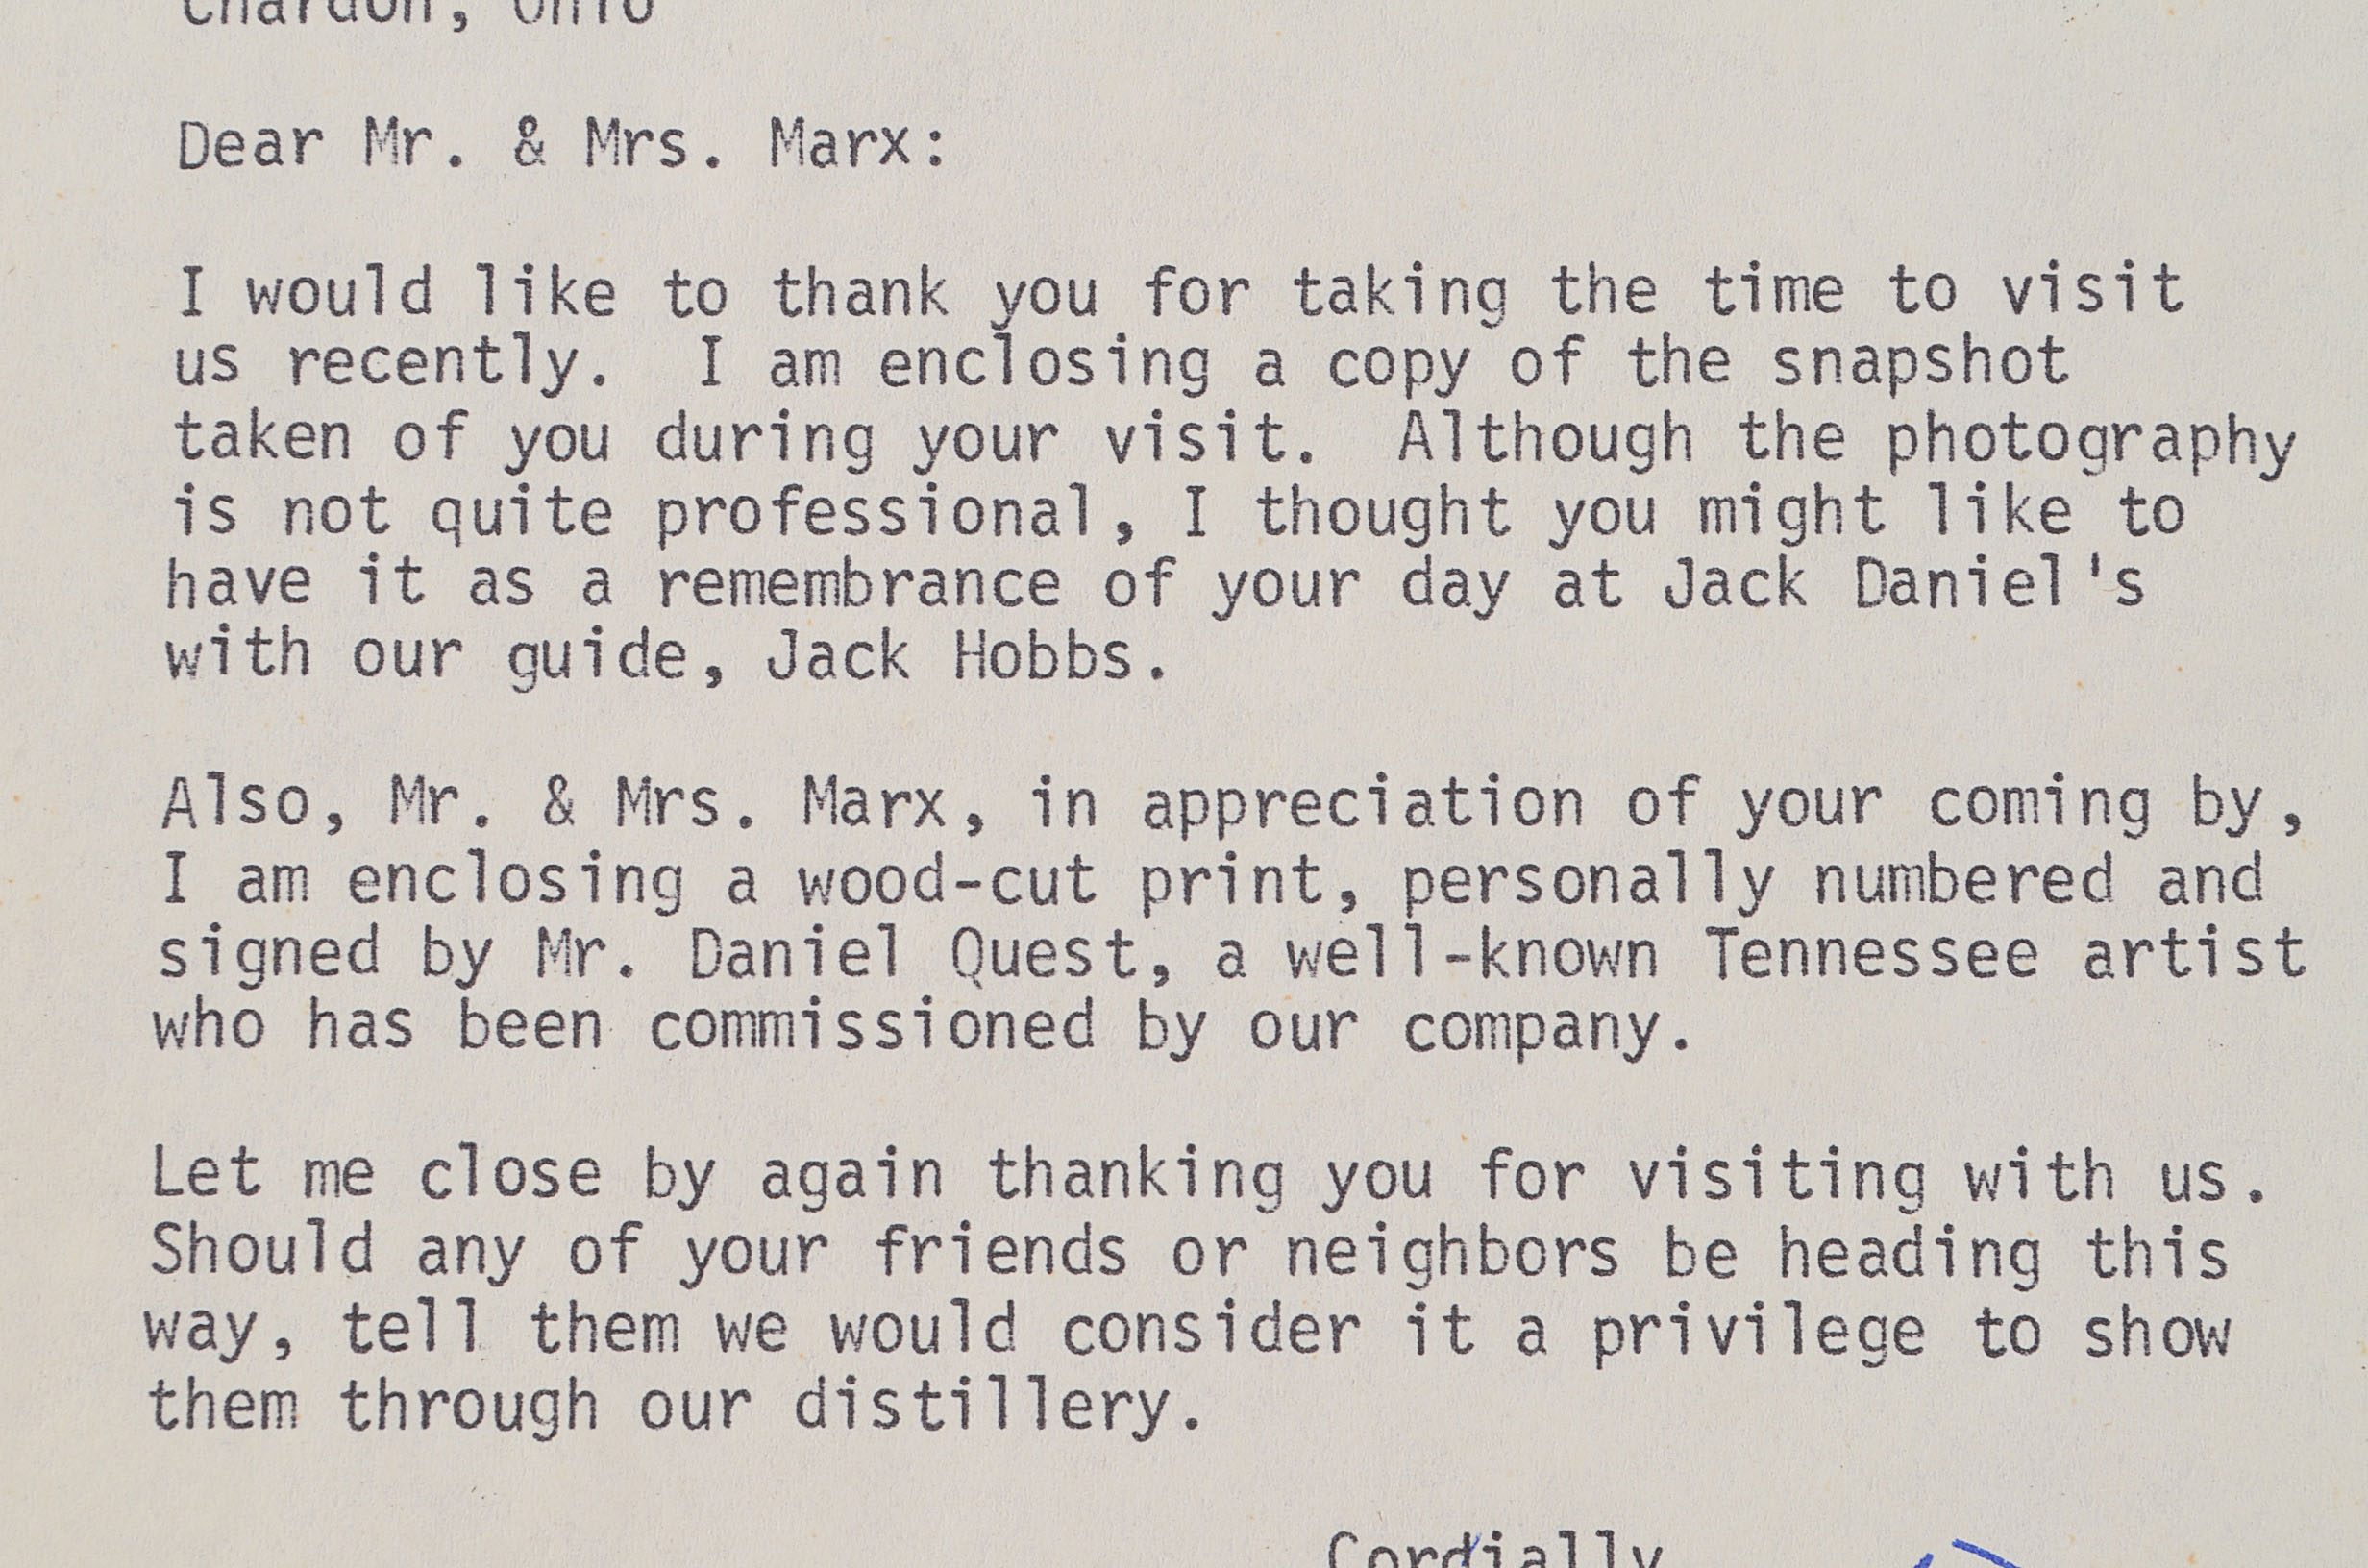 Chardon, Ohio
Dear Mr. & Mrs. Marx:
I would like to thank you for taking the time to visit
us recently.  I am enclosing a copy of the snapshot
taken of you during your visit.  Although the photography
is not quite professional, I thought you might like to
have it as a remembrance of your day at Jack Daniel's
with our guide, Jack Hobbs.
Also, Mr. & Mrs. Marx, in appreciation of your coming by,
I am enclosing a wood-cut print, personally numbered and
signed by Mr. Daniel Quest, a well-known Tennessee artist
who has been commissioned by our company.
Let me close by again thanking you for visiting with us.
Should any of your friends or neighbors be heading this
way, tell them we would consider it a privilege to show
them through our distillery.
Cordially